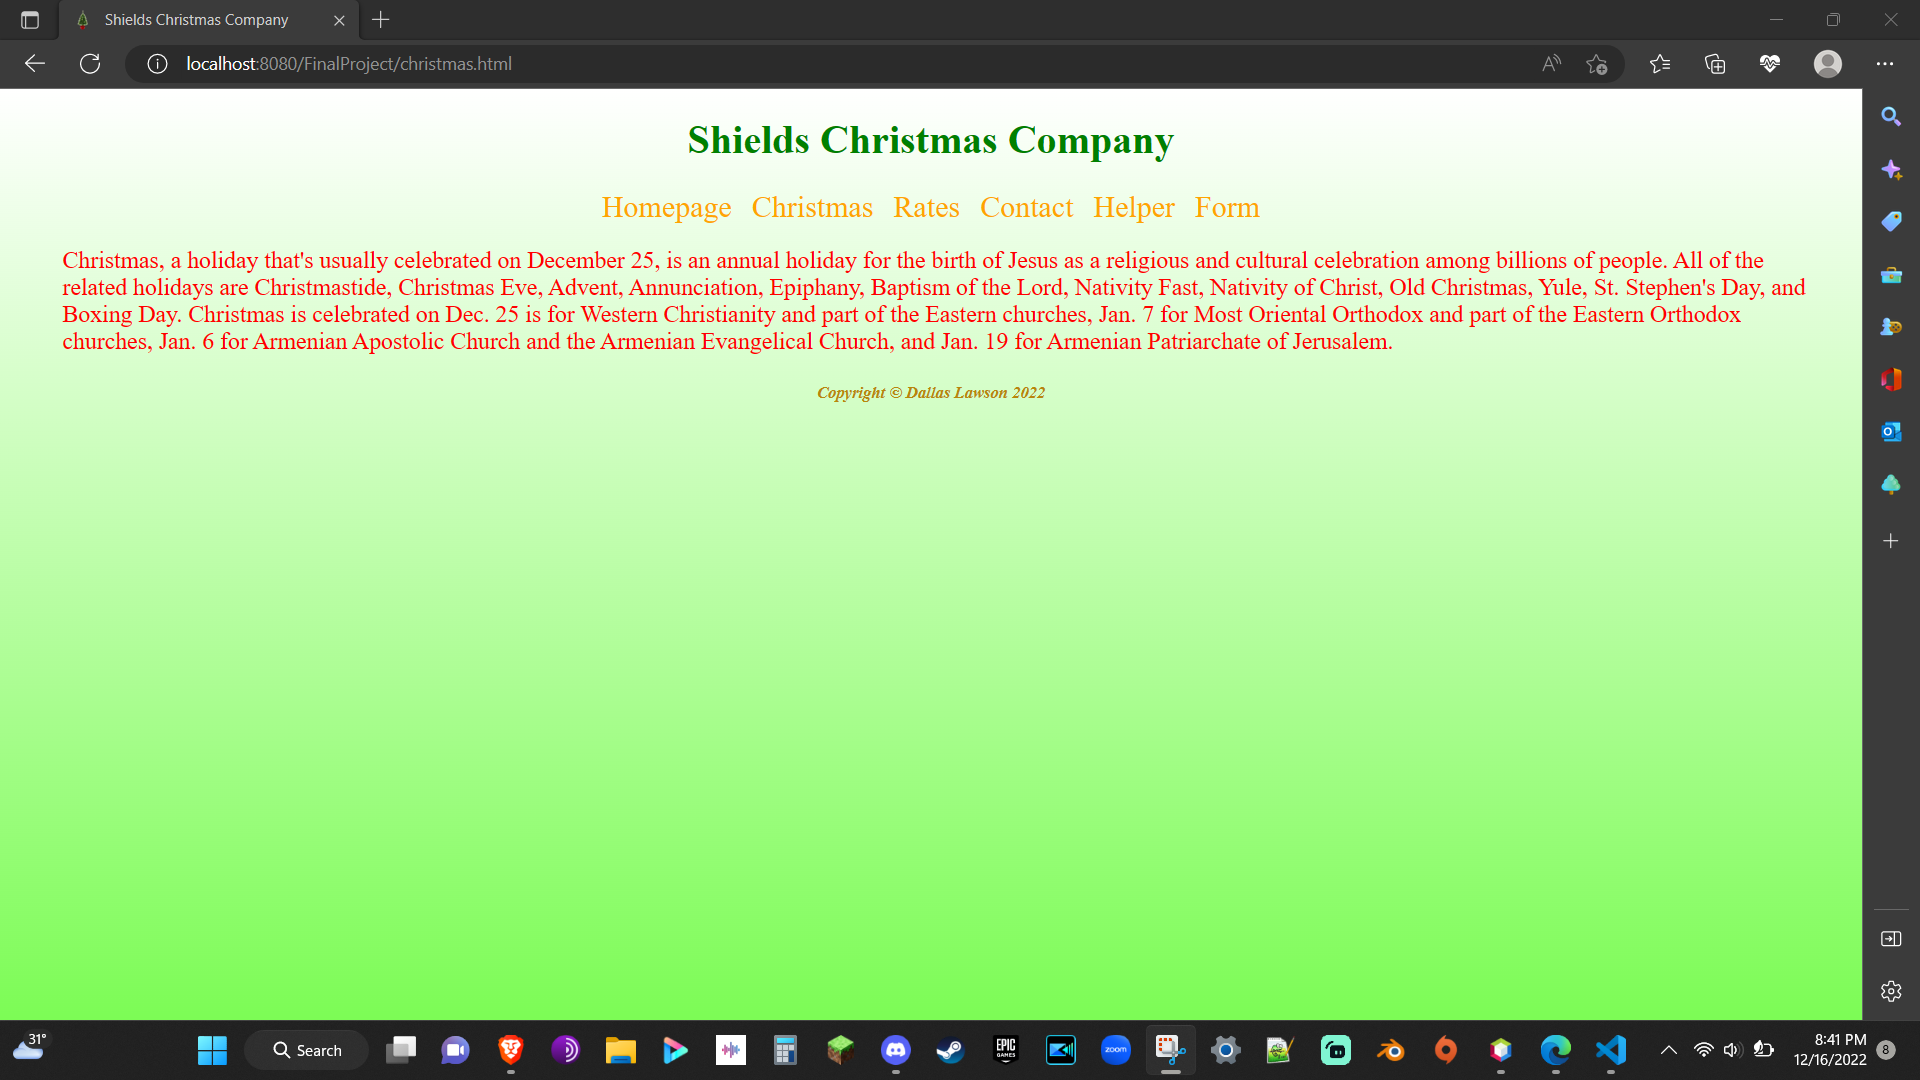 Shields Christmas Company
localhost:8080/FinalProject/christmas.html
Shields Christmas Company
Homepage Christmas Rates Contact Helper Form
Christmas, a holiday that's usually celebrated on December 25, is an annual holiday for the birth of Jesus as a religious and cultural celebration among billions of people. All of the
related holidays are Christmastide, Christmas Eve, Advent, Annunciation, Epiphany, Baptism of the Lord, Nativity Fast, Nativity of Christ, Old Christmas, Yule, St. Stephen's Day, and
Boxing Day. Christmas is celebrated on Dec. 25 is for Western Christianity and part of the Eastern churches, Jan. 7 for Most Oriental Orthodox and part of the Eastern Orthodox
churches, Jan. 6 for Armenian Apostolic Church and the Armenian Evangelical Church, and Jan. 19 for Armenian Patriarchate of Jerusalem.
Copyright © Dallas Lawson 2022
31°
Search
EPIC
GAMES
zoom
8:41 PM
12/16/2022
8